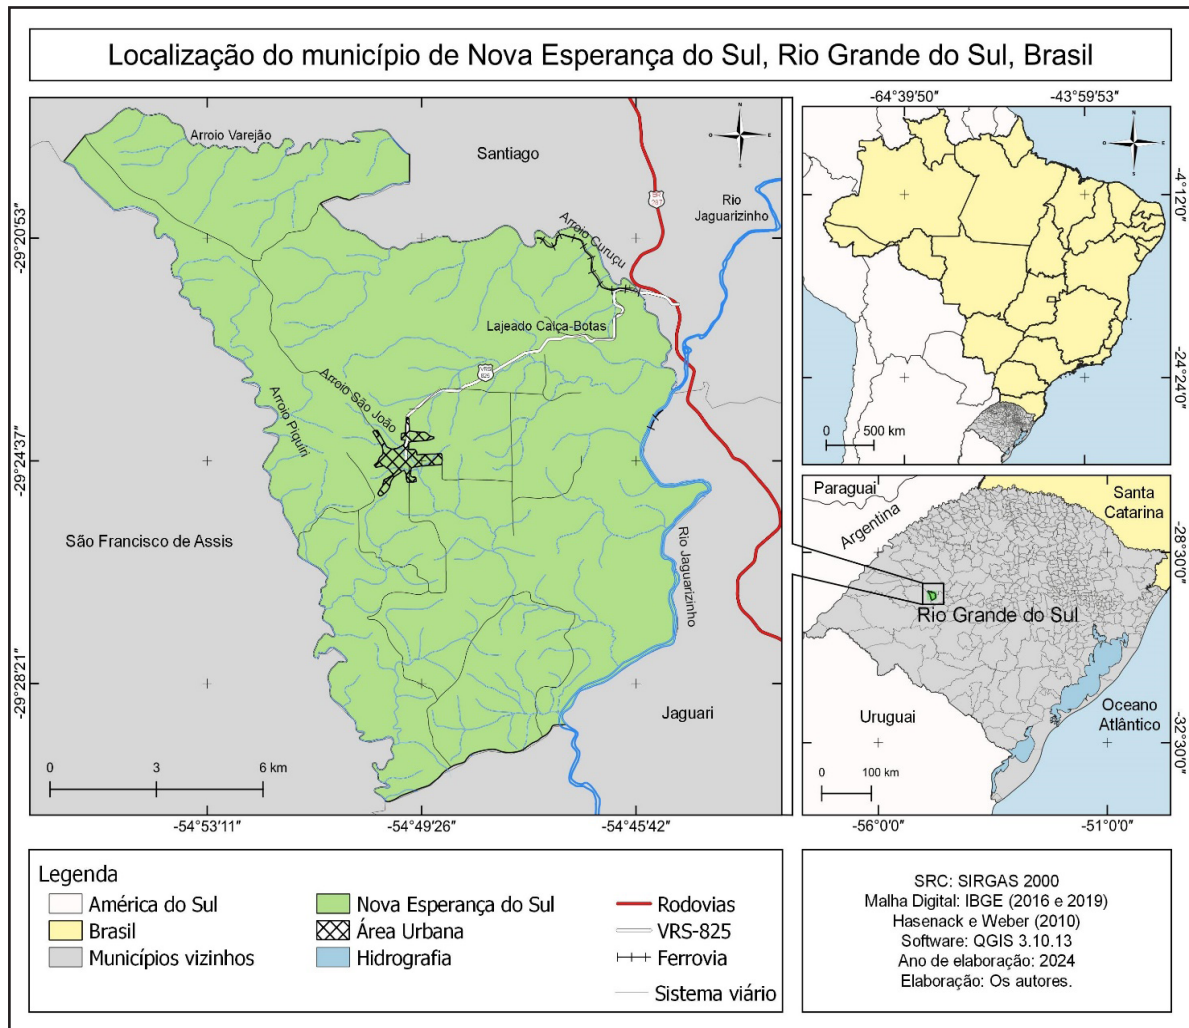 Localização do município de Nova Esperança do Sul, Rio Grande do Sul, Brasil
Arroio Varejão
Santiago
N
O
E
S
BR
287
Rio
Jaguarizinho
Arroio Curuçu
Lajeado Calça-Botas
VRS
825
Arroio São João
Arroio Piquiri
São Francisco de Assis
Rio Jaguarizinho
Jaguari
0 3 6 km
-29°20'53"
-29°24'37"
-29°28'21"
-54°53'11"
-54°49'26"
-54°45'42"
-64°39'50"
-43°59'53"
N
O
E
S
-4°12'0"
-24°24'0"
0 500 km
Paraguai
Argentina
Santa
Catarina
Rio Grande do Sul
Uruguai
Oceano
Atlântico
0 100 km
-28°30'0"
-32°30'0"
-56°0'0"
-51°0'0"
Legenda
América do Sul
Brasil
Municípios vizinhos
Nova Esperança do Sul
Área Urbana
Hidrografia
Rodovias
VRS-825
Ferrovia
Sistema viário
SRC: SIRGAS 2000
Malha Digital: IBGE (2016 e 2019)
Hasenack e Weber (2010)
Software: QGIS 3.10.13
Ano de elaboração: 2024
Elaboração: Os autores.